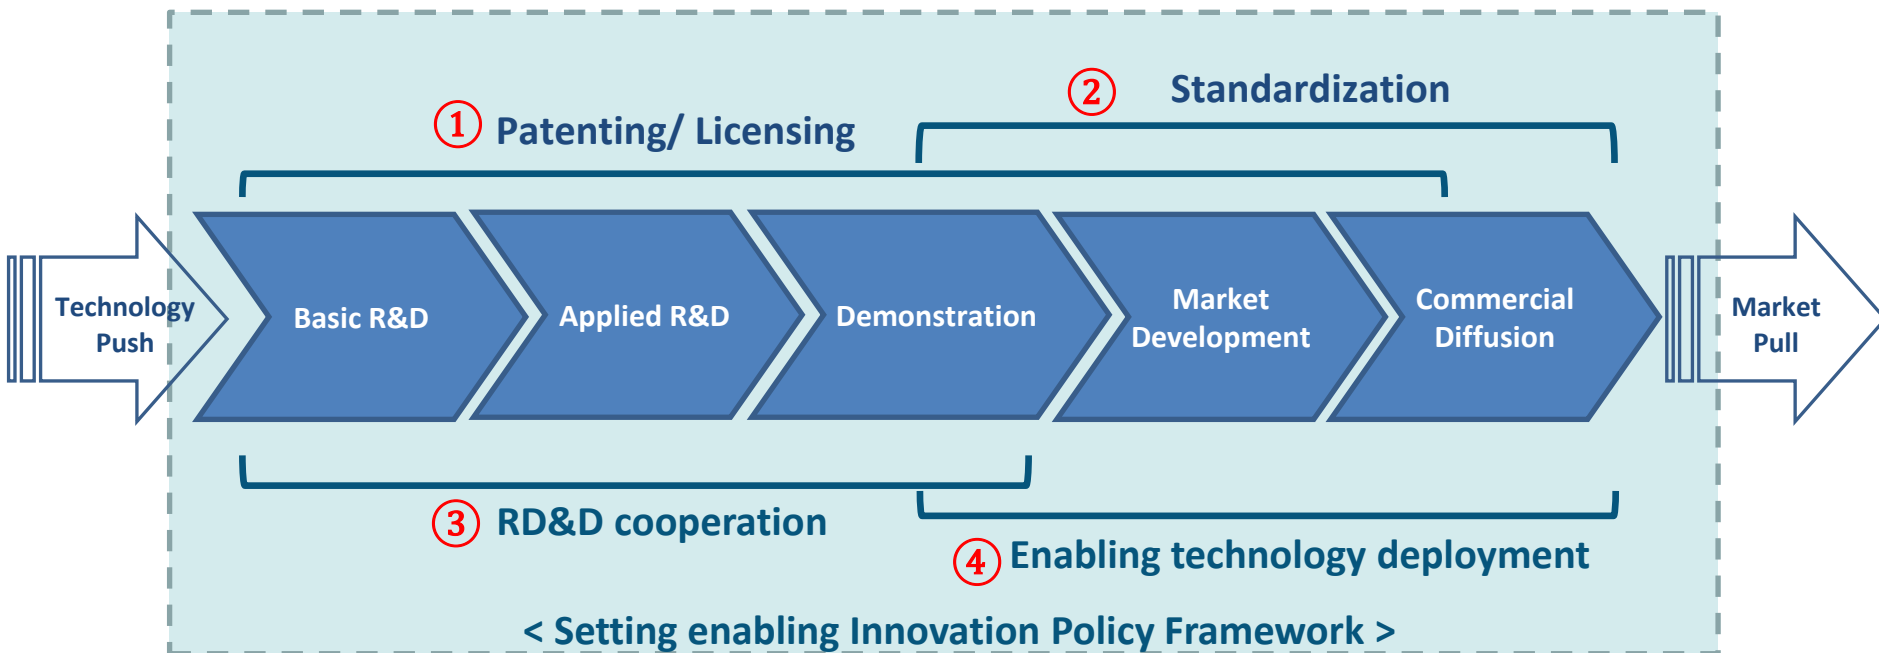 ② Standardization
① Patenting/ Licensing
Technology
Push
Basic R&D
Applied R&D
Demonstration
Market
Development
Commercial
Diffusion
Market
Pull
③ RD&D cooperation
④ Enabling technology deployment
< Setting enabling Innovation Policy Framework >